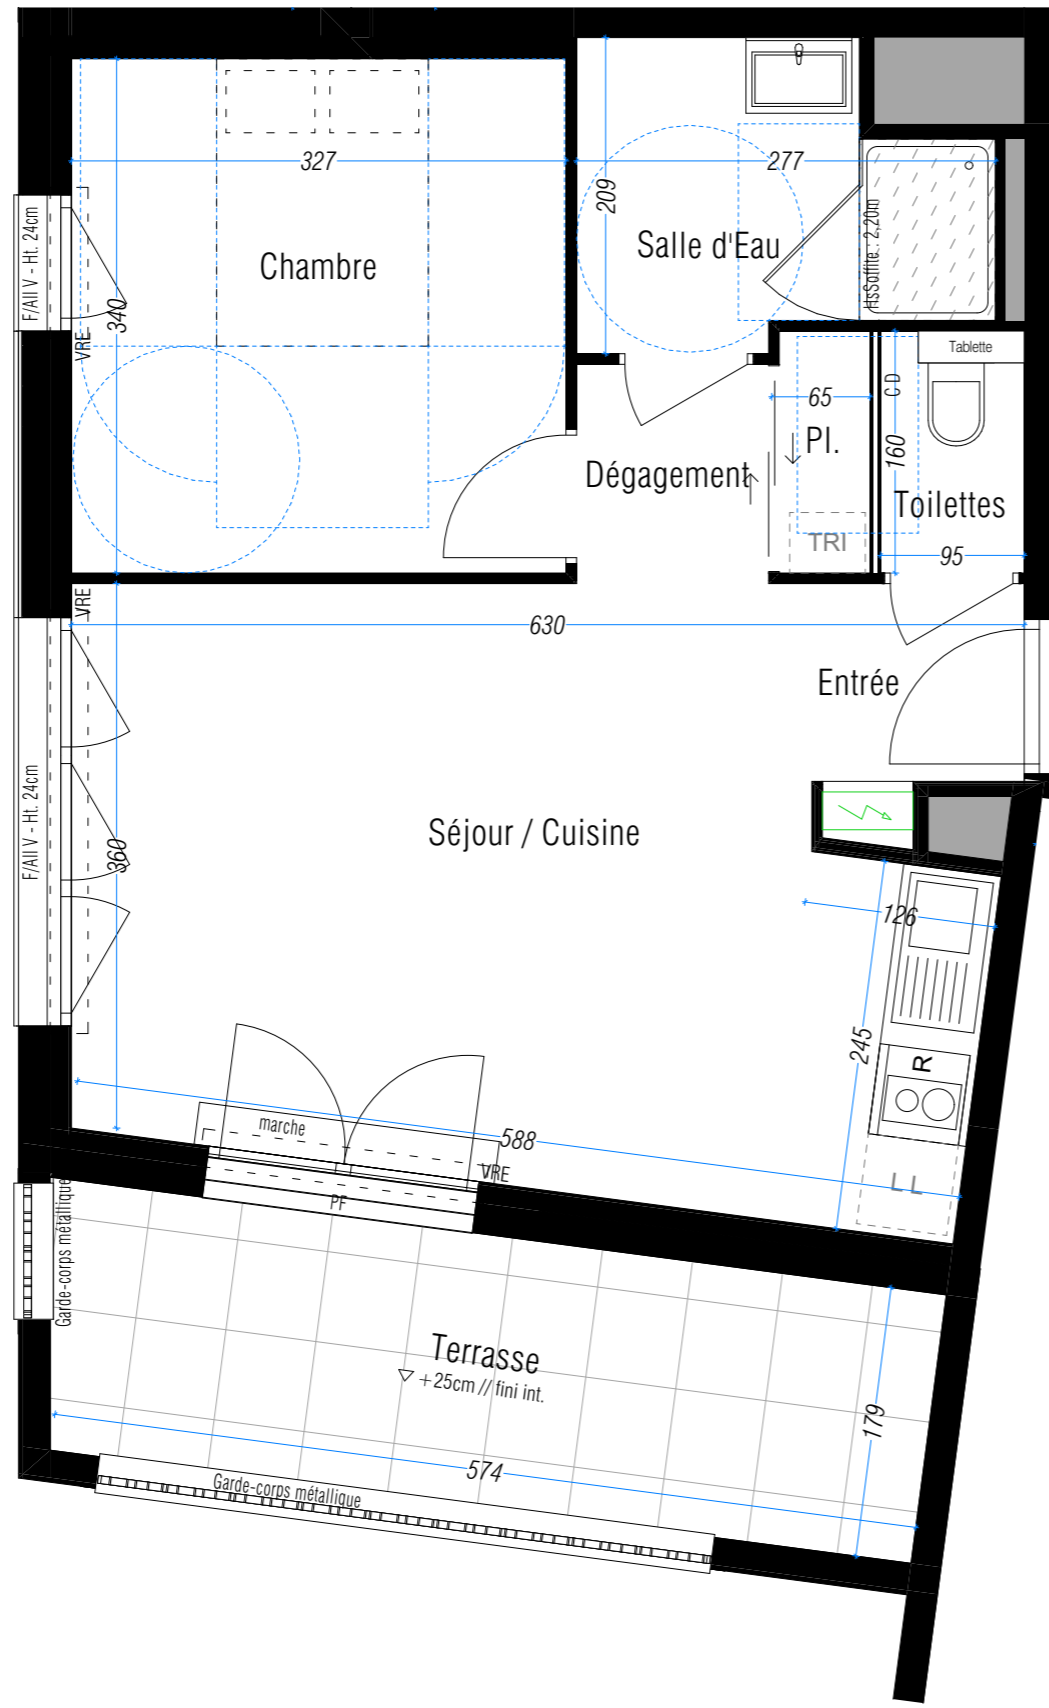 327
277
209
F/All V - Ht. 24cm
Chambre
Salle d'Eau
HsSoffite : 2,20m
340
VRE
Tablette
C D
65
Pl.
160
Dégagement
Toilettes
TRI
95
VRE
630
Entrée
F/All V - Ht. 24cm
360
Séjour / Cuisine
126
245
R
marche
588
VRE
LL
PF
Garde-corps métallique
Terrasse
+25cm // fini int.
179
574
Garde-corps métallique